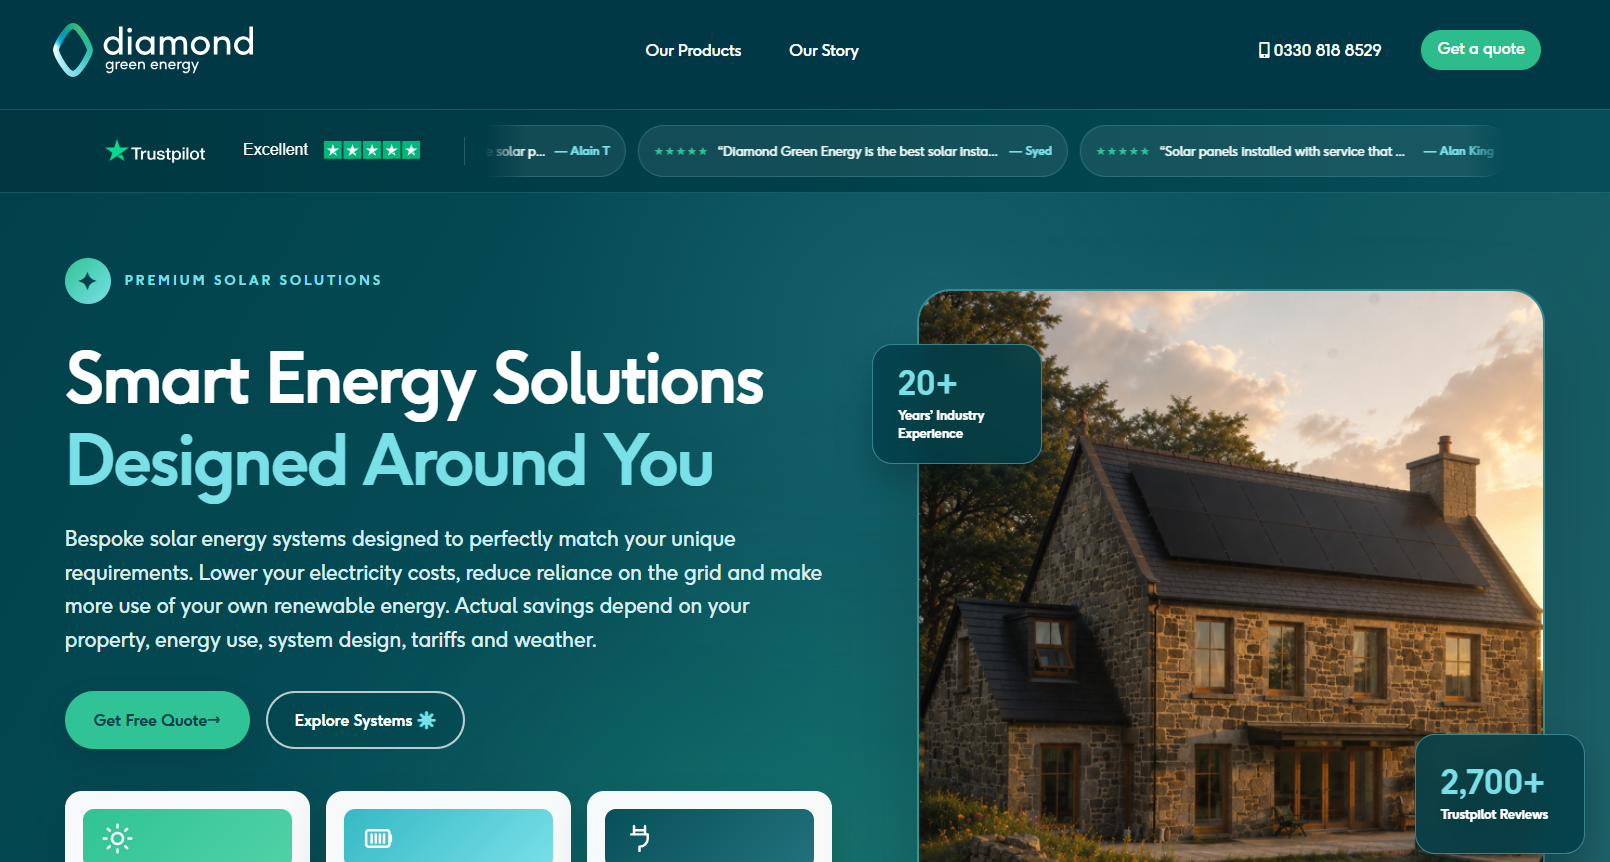 diamond
green energy
Our Products
Our Story
0330 818 8529
Get a quote
Trustpilot
Excellent
solar p... — Alain T
★★★★★ “Diamond Green Energy is the best solar insta... — Syed
★★★★★ “Solar panels installed with service that ... — Alan King
PREMIUM SOLAR SOLUTIONS
Smart Energy Solutions
Designed Around You
Bespoke solar energy systems designed to perfectly match your unique
requirements. Lower your electricity costs, reduce reliance on the grid and make
more use of your own renewable energy. Actual savings depend on your
property, energy use, system design, tariffs and weather.
Get Free Quote→
Explore Systems
20+
Years’ Industry
Experience
2,700+
Trustpilot Reviews